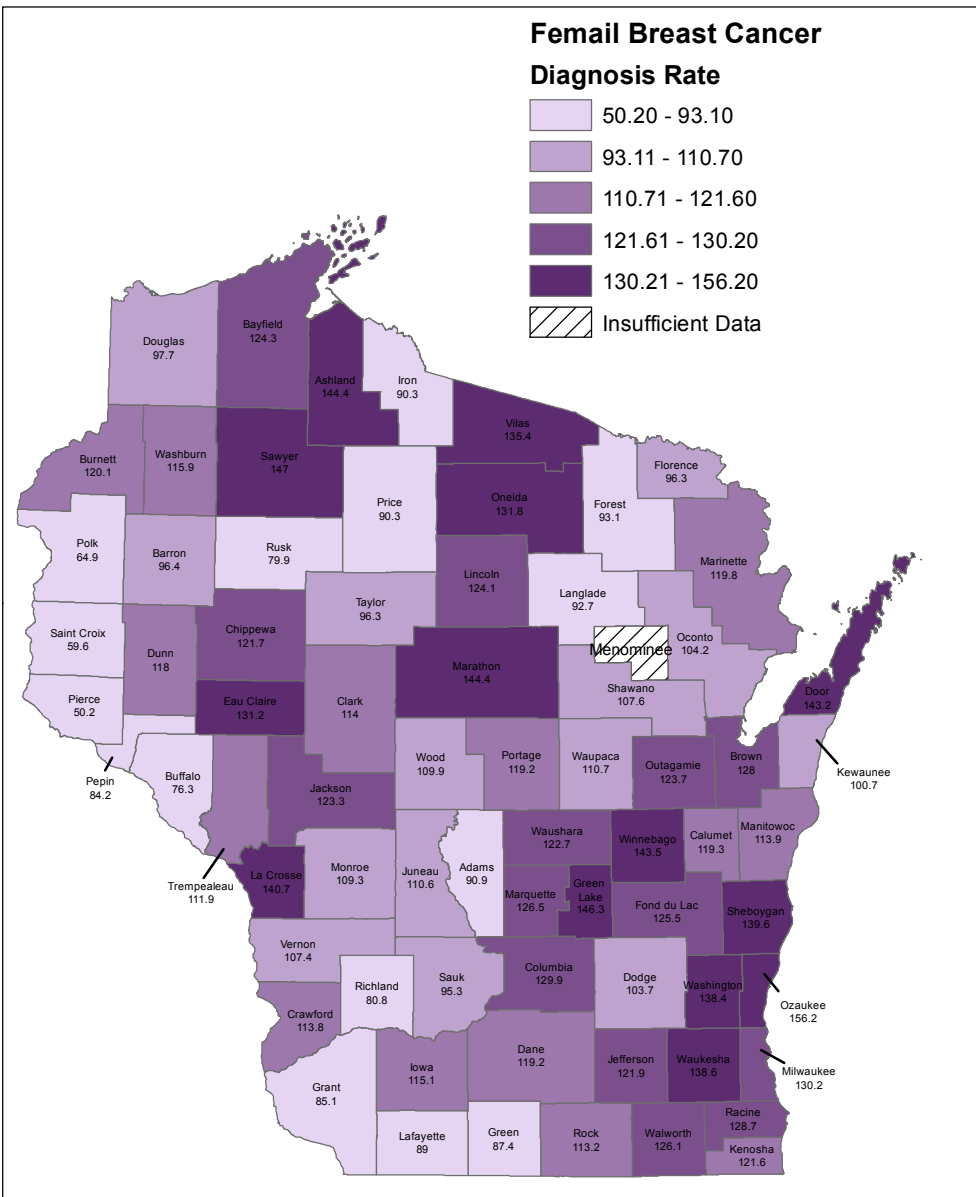 Femail Breast Cancer
Diagnosis Rate
50.20 - 93.10
93.11 - 110.70
110.71 - 121.60
121.61 - 130.20
130.21 - 156.20
Insufficient Data
Douglas
97.7
Bayfield
124.3
Ashland
144.4
Iron
90.3
Vilas
135.4
Burnett
120.1
Washburn
115.9
Sawyer
147
Price
90.3
Oneida
131.8
Forest
93.1
Florence
96.3
Marinette
119.8
Polk
64.9
Barron
96.4
Rusk
79.9
Lincoln
124.1
Langlade
92.7
Taylor
96.3
Oconto
104.2
Menominee
Saint Croix
59.6
Dunn
118
Chippewa
121.7
Marathon
144.4
Shawano
107.6
Door
143.2
Pierce
50.2
Eau Claire
131.2
Clark
114
Pepin
84.2
Buffalo
76.3
Jackson
123.3
Wood
109.9
Portage
119.2
Waupaca
110.7
Outagamie
123.7
Brown
128
Kewaunee
100.7
Trempealeau
111.9
La Crosse
140.7
Monroe
109.3
Juneau
110.6
Adams
90.9
Waushara
122.7
Winnebago
143.5
Calumet
119.3
Manitowoc
113.9
Marquette
126.5
Green
Lake
146.3
Fond du Lac
125.5
Sheboygan
139.6
Vernon
107.4
Richland
80.8
Sauk
95.3
Columbia
129.9
Dodge
103.7
Washington
138.4
Ozaukee
156.2
Crawford
113.8
Grant
85.1
Iowa
115.1
Dane
119.2
Jefferson
121.9
Waukesha
138.6
Milwaukee
130.2
Lafayette
89
Green
87.4
Rock
113.2
Walworth
126.1
Racine
128.7
Kenosha
121.6